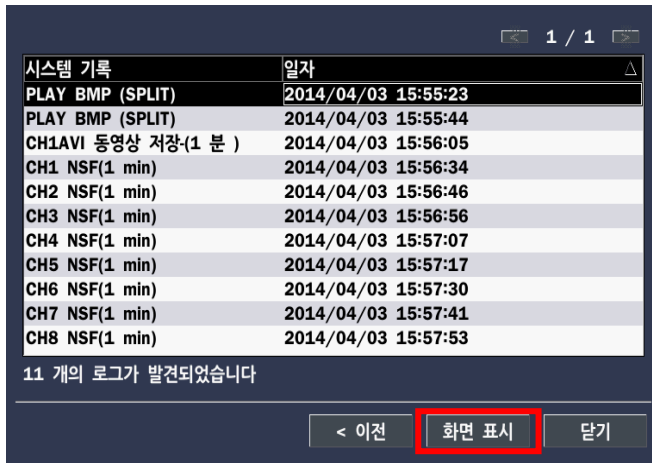 < 1 / 1 >
시스템 기록 일자 △
PLAY BMP (SPLIT) 2014/04/03 15:55:23
PLAY BMP (SPLIT) 2014/04/03 15:55:44
CH1AVI 동영상 저장-(1 분 ) 2014/04/03 15:56:05
CH1 NSF(1 min) 2014/04/03 15:56:34
CH2 NSF(1 min) 2014/04/03 15:56:46
CH3 NSF(1 min) 2014/04/03 15:56:56
CH4 NSF(1 min) 2014/04/03 15:57:07
CH5 NSF(1 min) 2014/04/03 15:57:17
CH6 NSF(1 min) 2014/04/03 15:57:30
CH7 NSF(1 min) 2014/04/03 15:57:41
CH8 NSF(1 min) 2014/04/03 15:57:53
11 개의 로그가 발견되었습니다
< 이전 화면 표시 닫기